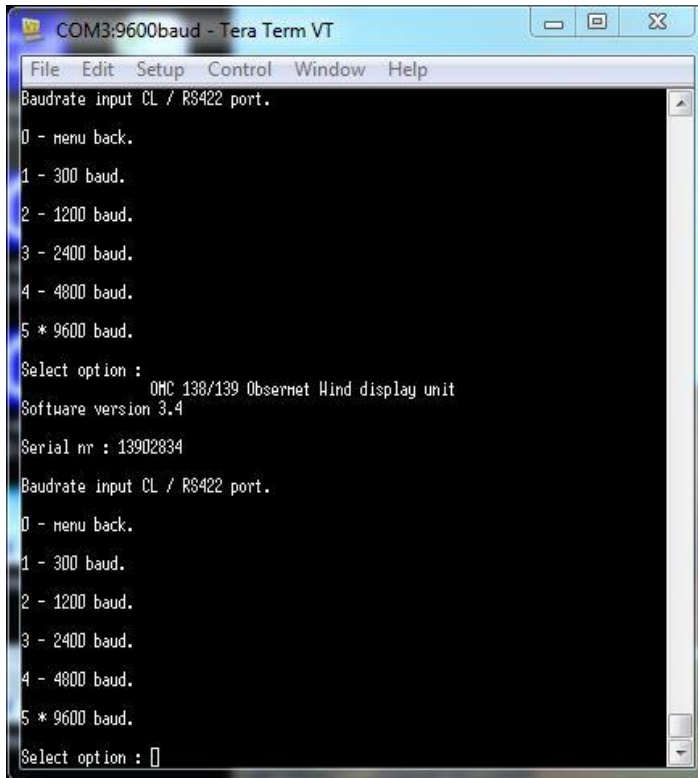 COM3:9600baud - Tera Term VT
File Edit Setup Control Window Help
Baudrate input CL / RS422 port.
0 - menu back.
1 - 300 baud.
2 - 1200 baud.
3 - 2400 baud.
4 - 4800 baud.
5 * 9600 baud.
Select option :
OMC 138/139 Obsermet Wind display unit
Software version 3.4
Serial nr : 13902834
Baudrate input CL / RS422 port.
0 - menu back.
1 - 300 baud.
2 - 1200 baud.
3 - 2400 baud.
4 - 4800 baud.
5 * 9600 baud.
Select option :